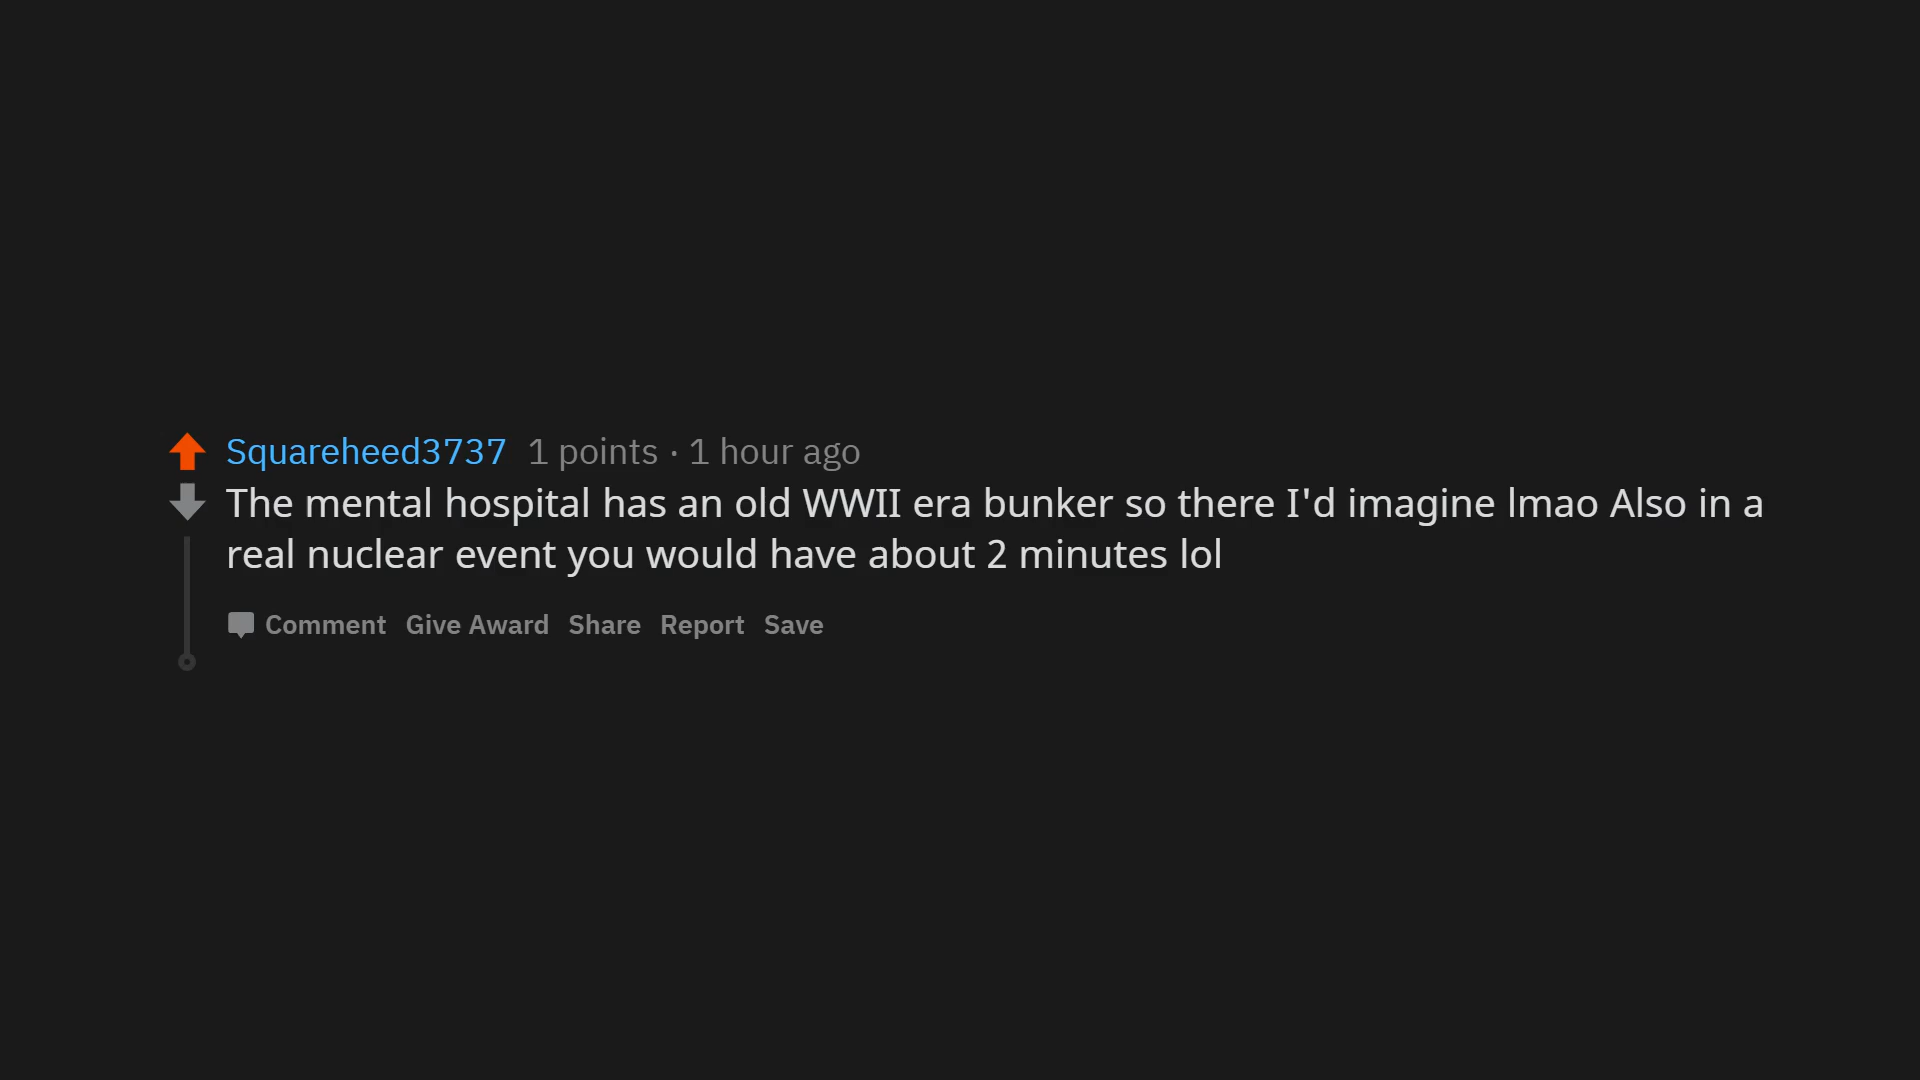 Squareheed3737 1 points · 1 hour ago
The mental hospital has an old WWII era bunker so there I'd imagine lmao Also in a
real nuclear event you would have about 2 minutes lol
Comment Give Award Share Report Save